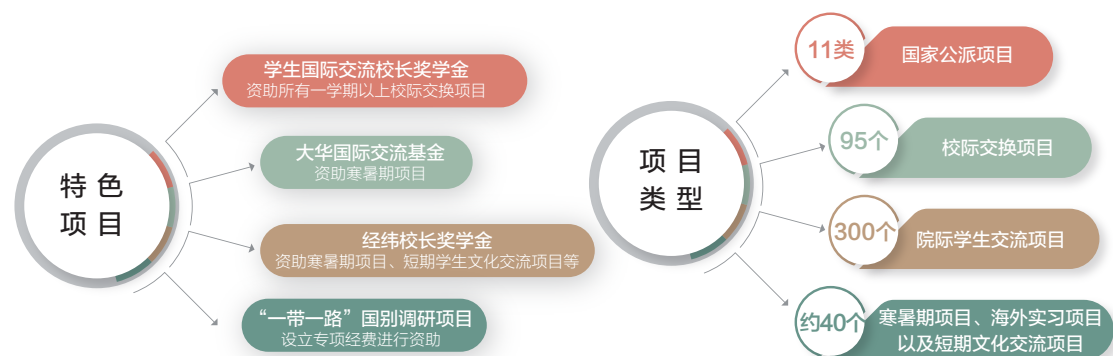 特色
项目
学生国际交流校长奖学金
资助所有一学期以上校际交换项目
大华国际交流基金
资助寒暑期项目
经纬校长奖学金
资助寒暑期项目、短期学生文化交流项目等
“一带一路”国别调研项目
设立专项经费进行资助
项目
类型
11类
国家公派项目
95个
校际交换项目
300个
院际学生交流项目
约40个
寒暑期项目、海外实习项目
以及短期文化交流项目